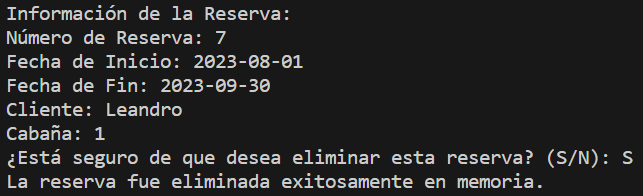 Información de la Reserva:
Número de Reserva: 7
Fecha de Inicio: 2023-08-01
Fecha de Fin: 2023-09-30
Cliente: Leandro
Cabaña: 1
¿Está seguro de que desea eliminar esta reserva? (S/N): S
La reserva fue eliminada exitosamente en memoria.